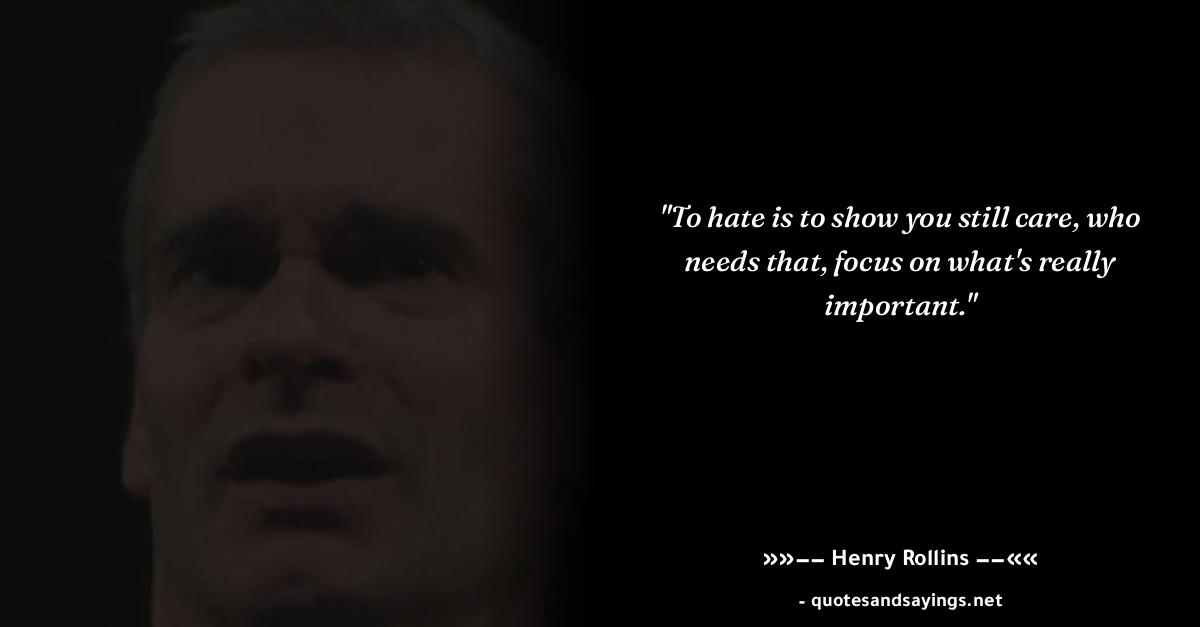 "To hate is to show you still care, who
needs that, focus on what's really
important."
»»–– Henry Rollins ––««
- quotesandsayings.net